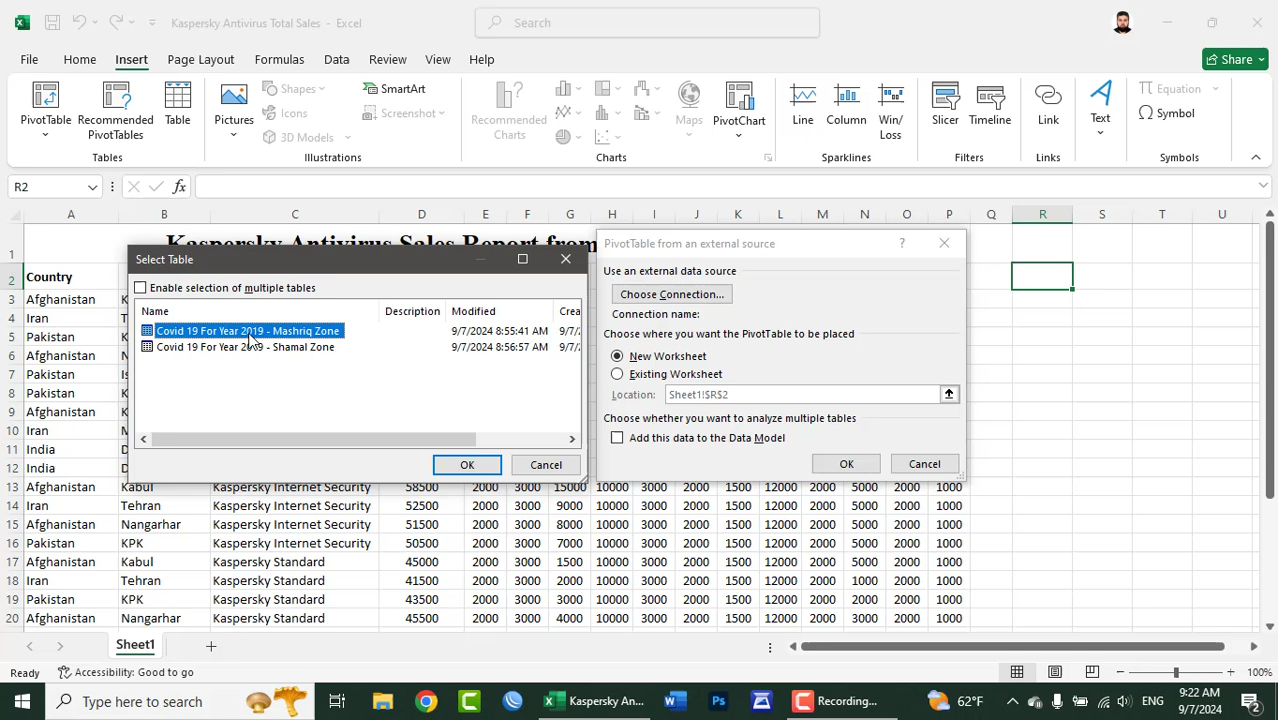 Kaspersky Antivirus Total Sales - Excel
Search
File Home Insert Page Layout Formulas Data Review View Help
Share
PivotTable
Recommended PivotTables
Table
Tables
Pictures
Shapes
Icons
3D Models
SmartArt
Screenshot
Illustrations
Recommended Charts
Maps
PivotChart
Charts
Line
Column
Win/Loss
Sparklines
Slicer
Timeline
Filters
Link
Links
Text
Equation
Symbol
Symbols
R2
fx
A B C D E F G H I J K L M N O P Q R S T U
1 Kaspersky Antivirus Sales Report from
2 Country
3 Afghanistan
4 Iran
5 Pakistan
6 Afghanistan
7 Pakistan
8 Pakistan
9 Afghanistan
10 Iran
11 India
12 India
13 Afghanistan Kabul Kaspersky Internet Security 58500 2000 3000 15000 10000 2000 1500 12000 2000 5000 2000 1000
14 Iran Tehran Kaspersky Internet Security 52500 2000 3000 9000 10000 2000 1500 12000 2000 5000 2000 1000
15 Afghanistan Nangarhar Kaspersky Internet Security 51500 2000 3000 8000 10000 2000 1500 12000 2000 5000 2000 1000
16 Pakistan KPK Kaspersky Internet Security 50500 2000 3000 7000 10000 2000 1500 12000 2000 5000 2000 1000
17 Afghanistan Kabul Kaspersky Standard 45000 2000 3000 1500 10000 2000 1500 12000 2000 5000 2000 1000
18 Iran Tehran Kaspersky Standard 41500 2000 3000 1000 10000 2000 1500 12000 2000 3000 2000 1000
19 Pakistan KPK Kaspersky Standard 43500 2000 3000 3000 10000 2000 1500 12000 2000 3000 2000 1000
20 Afghanistan Nangarhar Kaspersky Standard 45500 2000 3000 4000 10000 2000 1500 12000 2000 3000 2000 1000
Select Table
Enable selection of multiple tables
Name Description Modified Crea
Covid 19 For Year 2019 - Mashriq Zone 9/7/2024 8:55:41 AM 9/7/
Covid 19 For Year 2019 - Shamal Zone 9/7/2024 8:56:57 AM 9/7/
OK Cancel
PivotTable from an external source
?
Use an external data source
Choose Connection...
Connection name:
Choose where you want the PivotTable to be placed
New Worksheet
Existing Worksheet
Location: Sheet1!$R$2
Choose whether you want to analyze multiple tables
Add this data to the Data Model
OK Cancel
Sheet1
Ready Accessibility: Good to go 100%
Type here to search
Kaspersky An...
Recording...
62°F
ENG
9:22 AM
9/7/2024
2